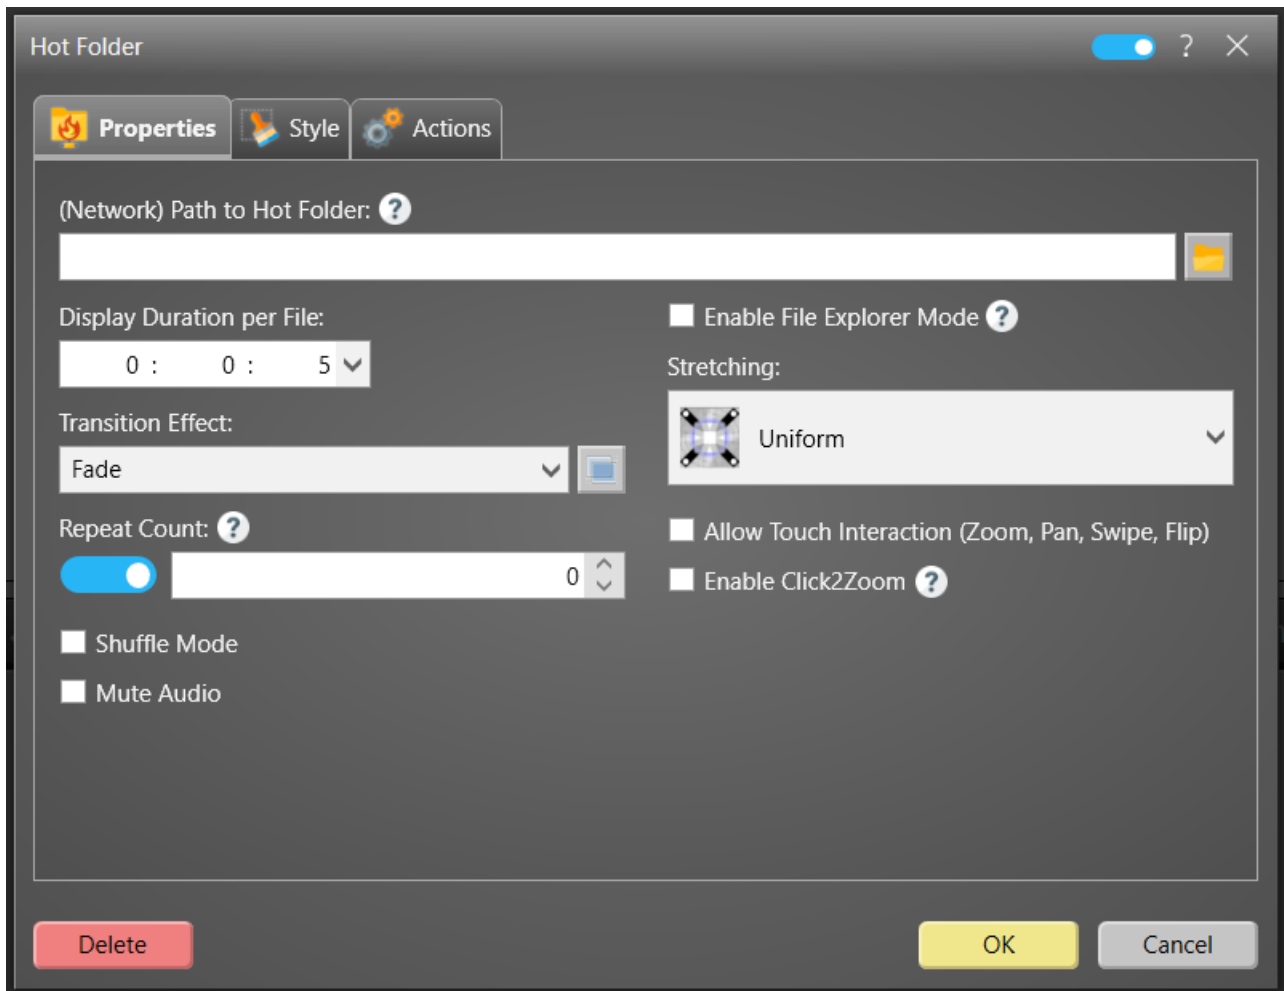 Hot Folder
?
Properties
Style
Actions
(Network) Path to Hot Folder: ?
Display Duration per File:
0 : 0 : 5
Enable File Explorer Mode ?
Stretching:
Uniform
Transition Effect:
Fade
Repeat Count: ?
0
Allow Touch Interaction (Zoom, Pan, Swipe, Flip)
Enable Click2Zoom ?
Shuffle Mode
Mute Audio
Delete
OK
Cancel